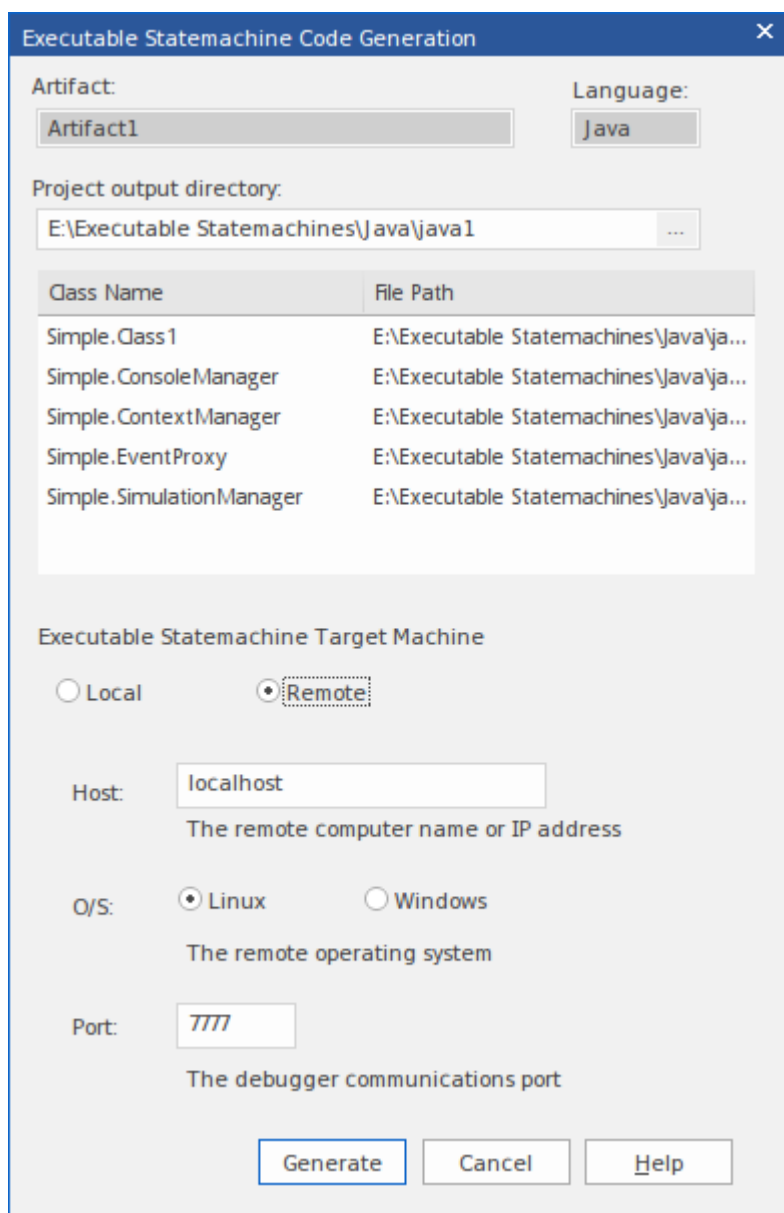 Executable Statemachine Code Generation
Artifact:
Language:
Artifact1
Java
Project output directory:
E:\Executable Statemachines\Java\java1
...
Class Name File Path
Simple.Class1 E:\Executable Statemachines\Java\ja...
Simple.ConsoleManager E:\Executable Statemachines\Java\ja...
Simple.ContextManager E:\Executable Statemachines\Java\ja...
Simple.EventProxy E:\Executable Statemachines\Java\ja...
Simple.SimulationManager E:\Executable Statemachines\Java\ja...
Executable Statemachine Target Machine
Local Remote
Host: localhost
The remote computer name or IP address
O/S: Linux Windows
The remote operating system
Port: 7777
The debugger communications port
Generate Cancel Help